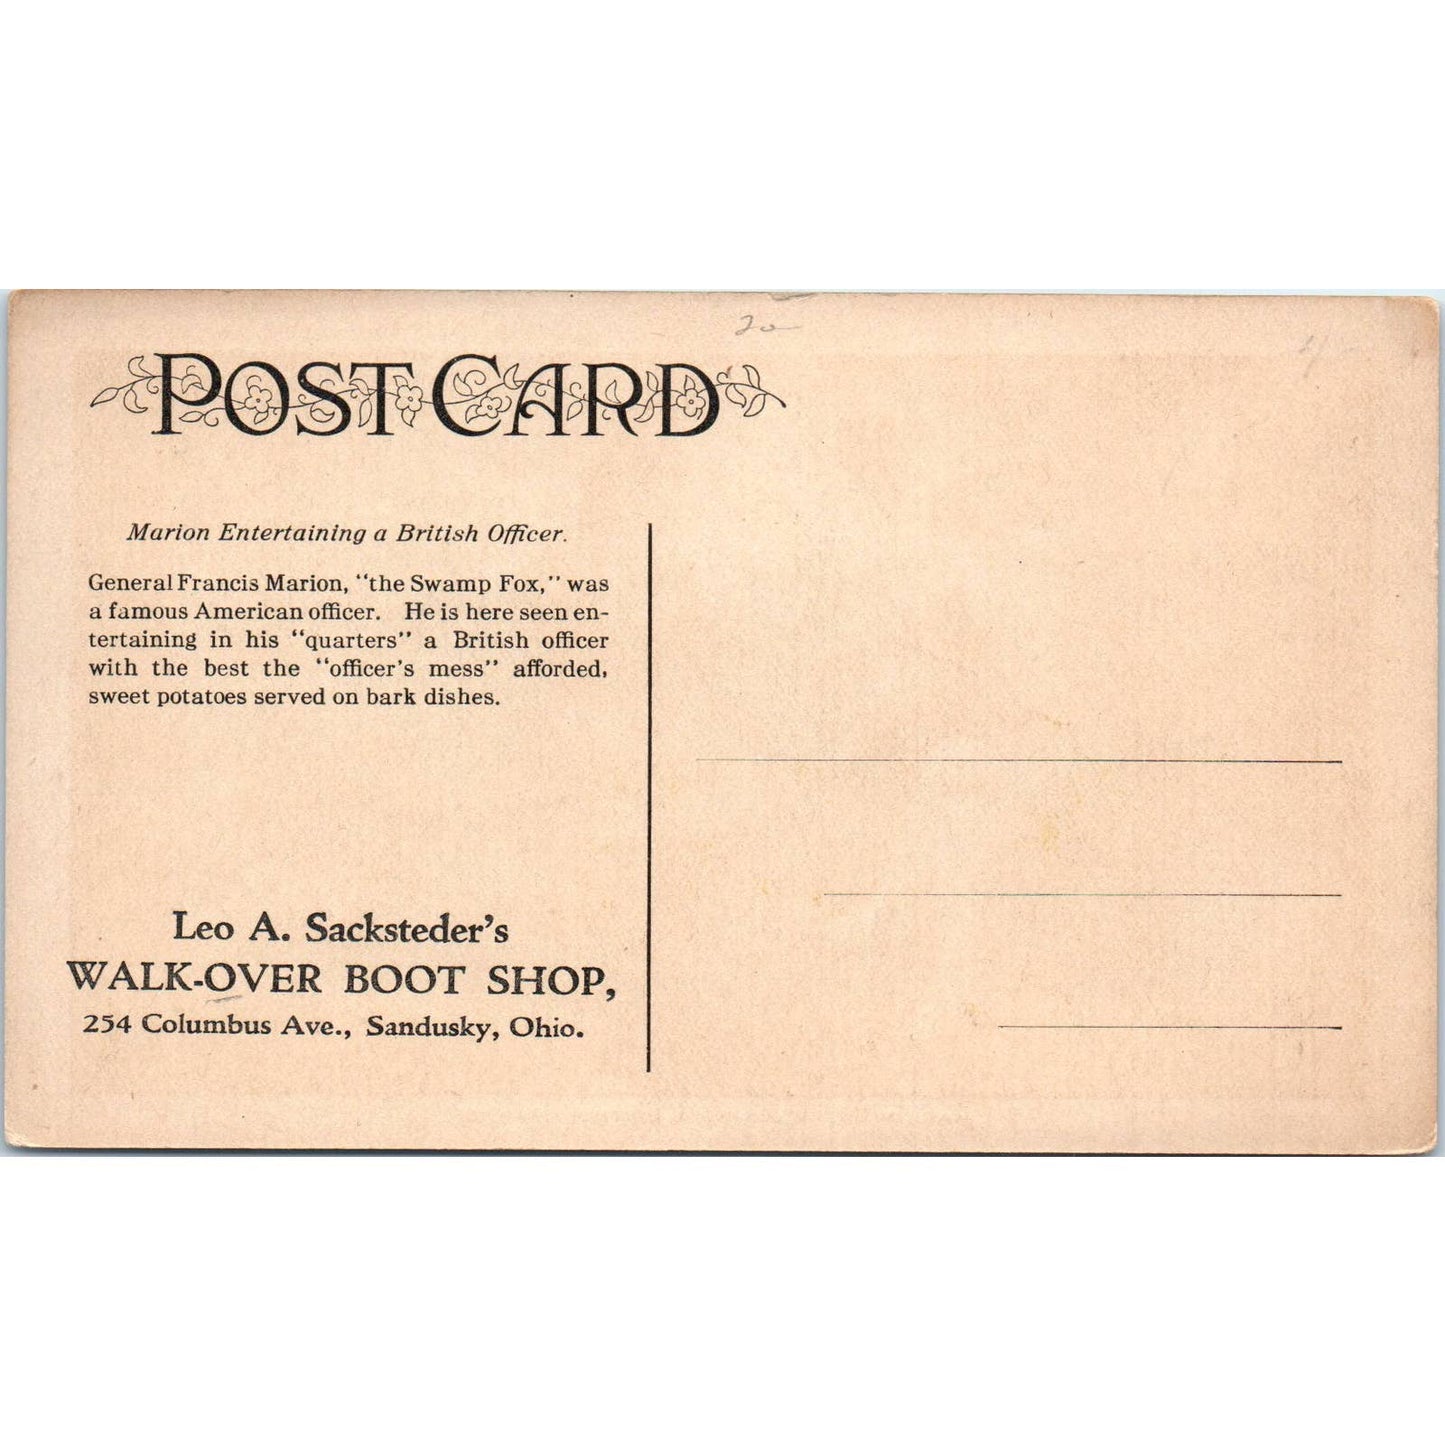 20
POST CARD
Marion Entertaining a British Officer.
General Francis Marion, "the Swamp Fox," was
a famous American officer. He is here seen en-
tertaining in his "quarters" a British officer
with the best the "officer's mess" afforded,
sweet potatoes served on bark dishes.
Leo A. Sacksteder's
WALK-OVER BOOT SHOP,
254 Columbus Ave., Sandusky, Ohio.